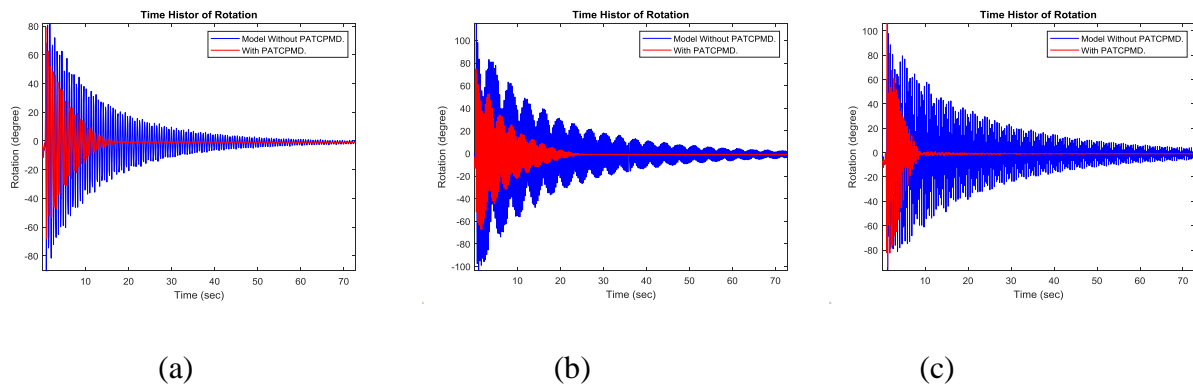 Time Histor of Rotation
Model Without PATCPMD.
With PATCPMD.
Rotation (degree)
80
60
40
20
0
-20
-40
-60
-80
10
20
30
40
50
60
70
Time (sec)
(a)
Time Histor of Rotation
Model Without PATCPMD.
With PATCPMD.
Rotation (degree)
100
80
60
40
20
0
-20
-40
-60
-80
-100
10
20
30
40
50
60
70
Time (sec)
(b)
Time Histor of Rotation
Model Without PATCPMD.
With PATCPMD.
Rotation (degree)
100
80
60
40
20
0
-20
-40
-60
-80
10
20
30
40
50
60
70
Time (sec)
(c)